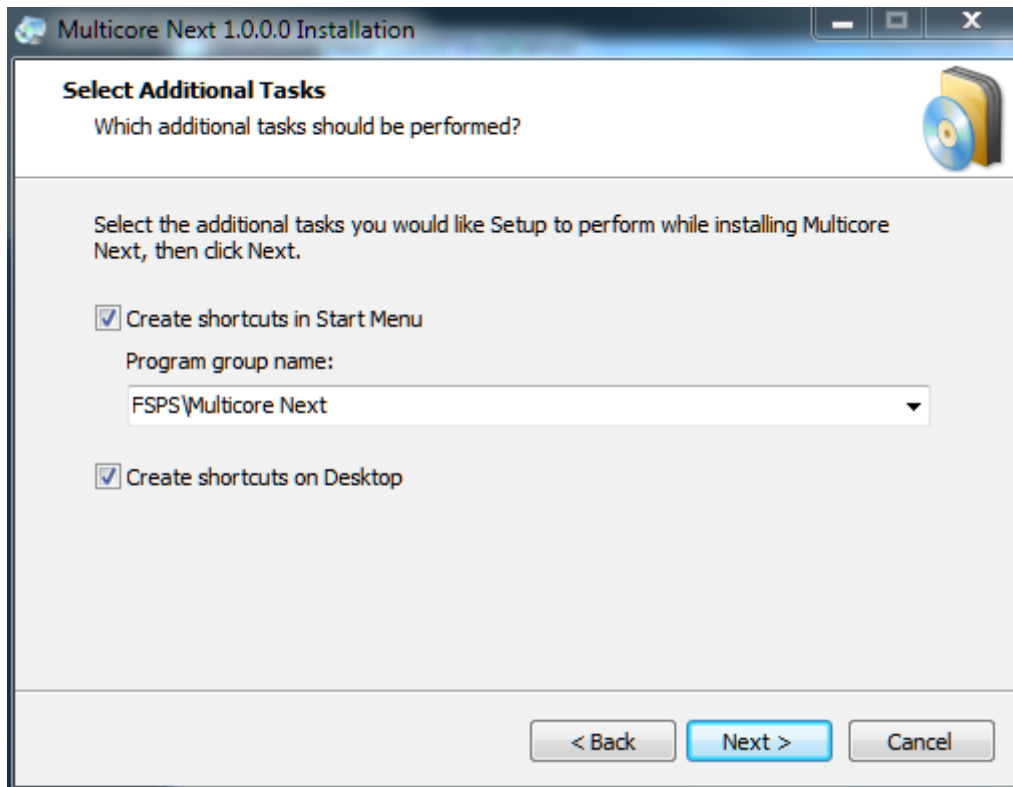 Multicore Next 1.0.0.0 Installation
Select Additional Tasks
Which additional tasks should be performed?
Select the additional tasks you would like Setup to perform while installing Multicore
Next, then click Next.
Create shortcuts in Start Menu
Program group name:
FSPS\Multicore Next
Create shortcuts on Desktop
< Back
Next >
Cancel